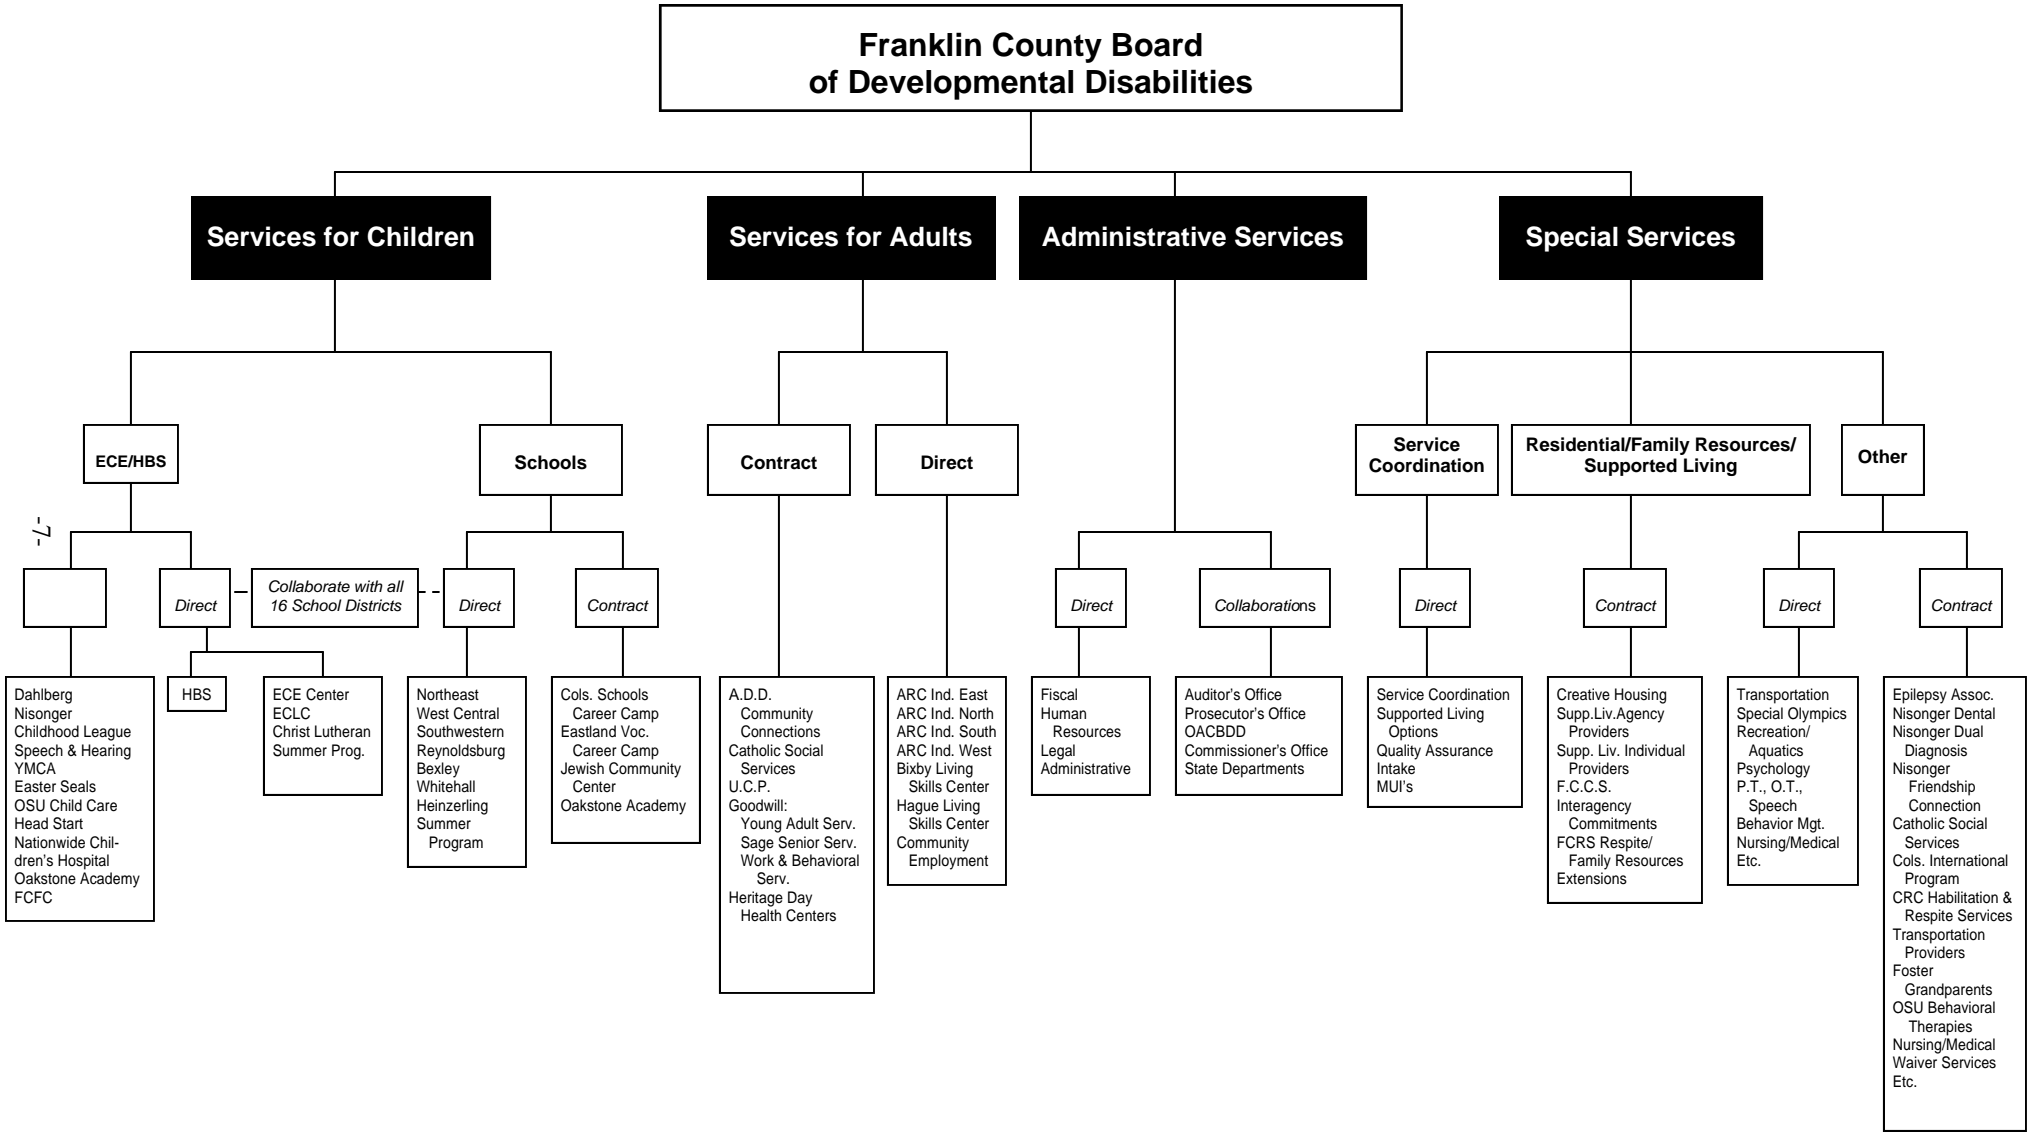 Franklin County Board
of Developmental Disabilities
Services for Children
Services for Adults
Administrative Services
Special Services
ECE/HBS
Schools
Contract
Direct
Service
Coordination
Residential/Family Resources/
Supported Living
Other
-7-
Direct
Collaborate with all
16 School Districts
Direct
Contract
Direct
Collaborations
Direct
Contract
Direct
Contract
Dahlberg
Nisonger
Childhood League
Speech & Hearing
YMCA
Easter Seals
OSU Child Care
Head Start
Nationwide Chil-
dren's Hospital
Oakstone Academy
FCFC
HBS
ECE Center
ECLC
Christ Lutheran
Summer Prog.
Northeast
West Central
Southwestern
Reynoldsburg
Bexley
Whitehall
Heinzerling
Summer
Program
Cols. Schools
Career Camp
Eastland Voc.
Career Camp
Jewish Community
Center
Oakstone Academy
A.D.D.
Community
Connections
Catholic Social
Services
U.C.P.
Goodwill:
Young Adult Serv.
Sage Senior Serv.
Work & Behavioral
Serv.
Heritage Day
Health Centers
ARC Ind. East
ARC Ind. North
ARC Ind. South
ARC Ind. West
Bixby Living
Skills Center
Hague Living
Skills Center
Community
Employment
Fiscal
Human
Resources
Legal
Administrative
Auditor's Office
Prosecutor's Office
OACBDD
Commissioner's Office
State Departments
Service Coordination
Supported Living
Options
Quality Assurance
Intake
MUI's
Creative Housing
Supp.Liv.Agency
Providers
Supp. Liv. Individual
Providers
F.C.C.S.
Interagency
Commitments
FCRS Respite/
Family Resources
Extensions
Transportation
Special Olympics
Recreation/
Aquatics
Psychology
P.T., O.T.,
Speech
Behavior Mgt.
Nursing/Medical
Etc.
Epilepsy Assoc.
Nisonger Dental
Nisonger Dual
Diagnosis
Nisonger
Friendship
Connection
Catholic Social
Services
Cols. International
Program
CRC Habilitation &
Respite Services
Transportation
Providers
Foster
Grandparents
OSU Behavioral
Therapies
Nursing/Medical
Waiver Services
Etc.